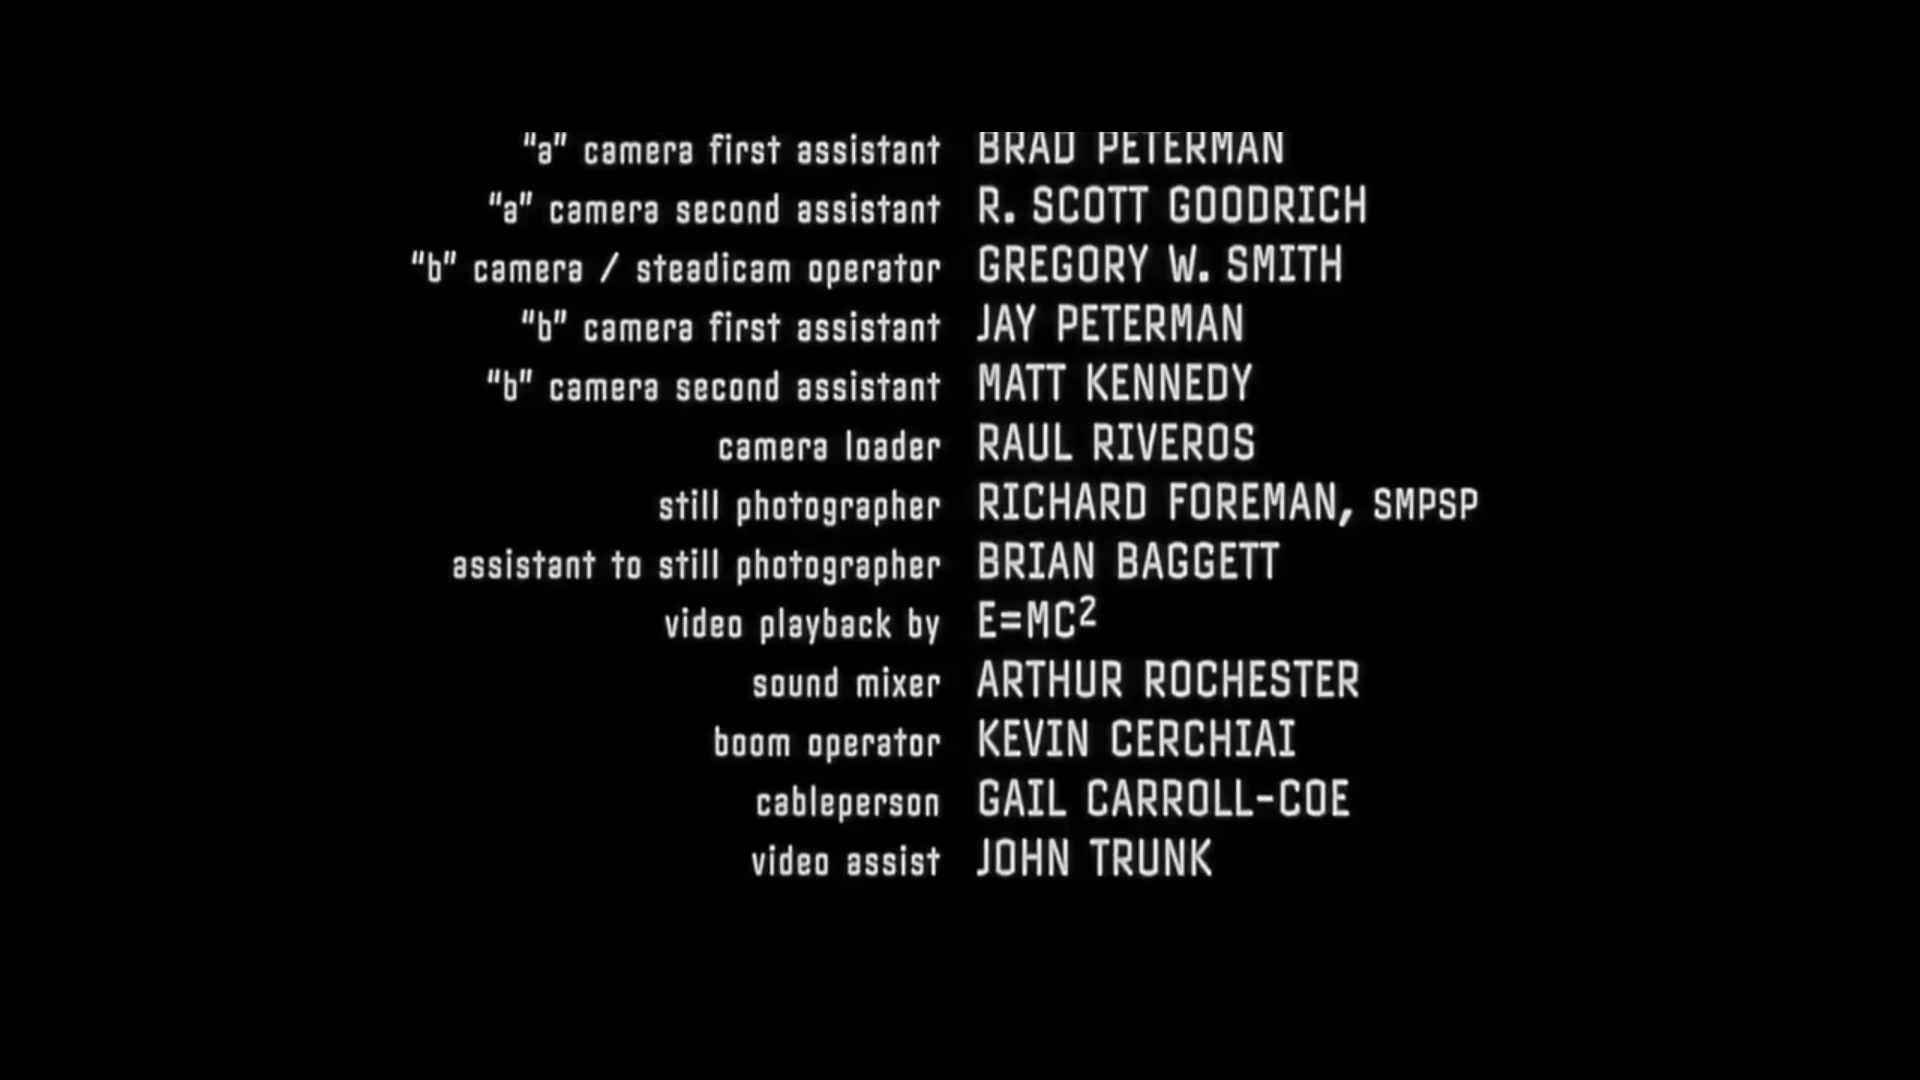 "a" camera first assistant BRAD PETERMAN
"a" camera second assistant R. SCOTT GOODRICH
"b" camera / steadicam operator GREGORY W. SMITH
"b" camera first assistant JAY PETERMAN
"b" camera second assistant MATT KENNEDY
camera loader RAUL RIVEROS
still photographer RICHARD FOREMAN, SMPSP
assistant to still photographer BRIAN BAGGETT
video playback by E=MC²
sound mixer ARTHUR ROCHESTER
boom operator KEVIN CERCHIAI
cableperson GAIL CARROLL-COE
video assist JOHN TRUNK